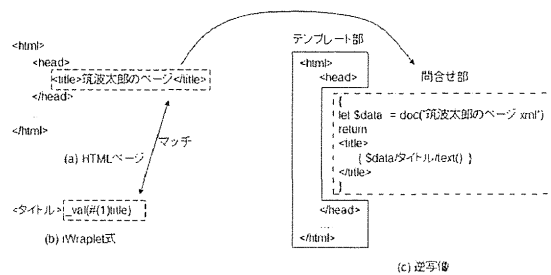 <html>
<head>
<title>筑波太郎のページ</title>
</head>
...
</html>
(a) HTMLページ
マッチ
<タイトル> _val(#(1)title)
(b) iWraplet式
テンプレート部
<html>
<head>
問合せ部
{
let $data = doc("筑波太郎のページ.xml")
return
<title>
{ $data/タイトル/text() }
</title>
}
</head>
...
</html>
(c) 逆写像